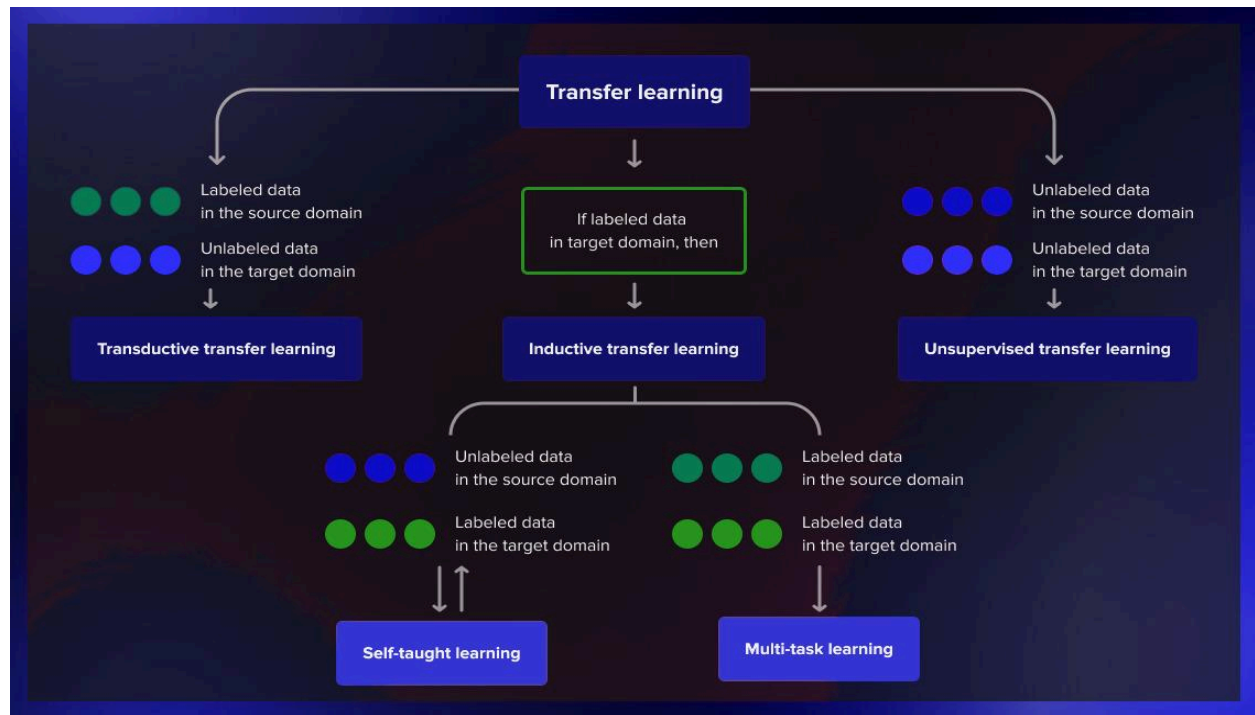 Transfer learning
Labeled data
in the source domain
Unlabeled data
in the target domain
Transductive transfer learning
If labeled data
in target domain, then
Inductive transfer learning
Unlabeled data
in the source domain
Unlabeled data
in the target domain
Unsupervised transfer learning
Unlabeled data
in the source domain
Labeled data
in the target domain
Self-taught learning
Labeled data
in the source domain
Labeled data
in the target domain
Multi-task learning